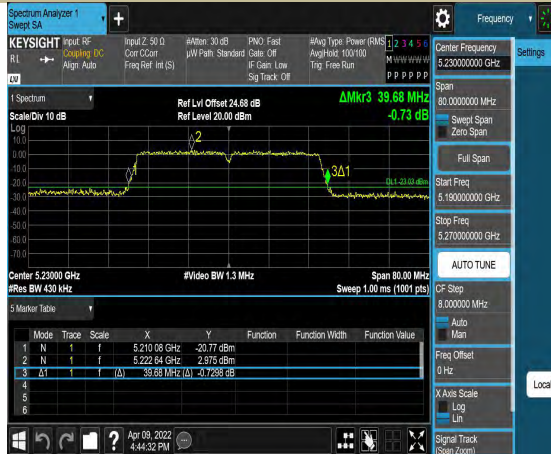 Spectrum Analyzer 1
Swept SA
Frequency
Settings
KEYSIGHT Input: RF
RL
Coupling: DC
Align: Auto
Input Z: 50 Ω
Corr CCorr
Freq Ref: Int (S)
#Atten: 30 dB
µW Path: Standard
PNO: Fast
Gate: Off
IF Gain: Low
Sig Track: Off
#Avg Type: Power (RMS
Avg|Hold: 100/100
Trig: Free Run
1 2 3 4 5 6
M W W W W W
P P P P P P
LXI
1 Spectrum
Scale/Div 10 dB
Ref Lvl Offset 24.68 dB
Ref Level 20.00 dBm
ΔMkr3 39.68 MHz
-0.73 dB
Log
10.0
0.00
-10.0
-20.0
-30.0
-40.0
-50.0
-60.0
-70.0
2
3Δ1
DL1 -23.03 dBm
Center 5.23000 GHz
#Res BW 430 kHz
#Video BW 1.3 MHz
Span 80.00 MHz
Sweep 1.00 ms (1001 pts)
5 Marker Table
Mode Trace Scale X Y Function Function Width Function Value
1 N 1 f 5.210 08 GHz -20.77 dBm
2 N 1 f 5.222 64 GHz 2.975 dBm
3 Δ1 1 f (Δ) 39.68 MHz (Δ) -0.7298 dB
4
5
6
Apr 09, 2022
4:44:32 PM
Center Frequency
5.230000000 GHz
Span
80.0000000 MHz
Swept Span
Zero Span
Full Span
Start Freq
5.190000000 GHz
Stop Freq
5.270000000 GHz
AUTO TUNE
CF Step
8.000000 MHz
Auto
Man
Freq Offset
0 Hz
X Axis Scale
Log
Lin
Signal Track
(Span Zoom)
Local